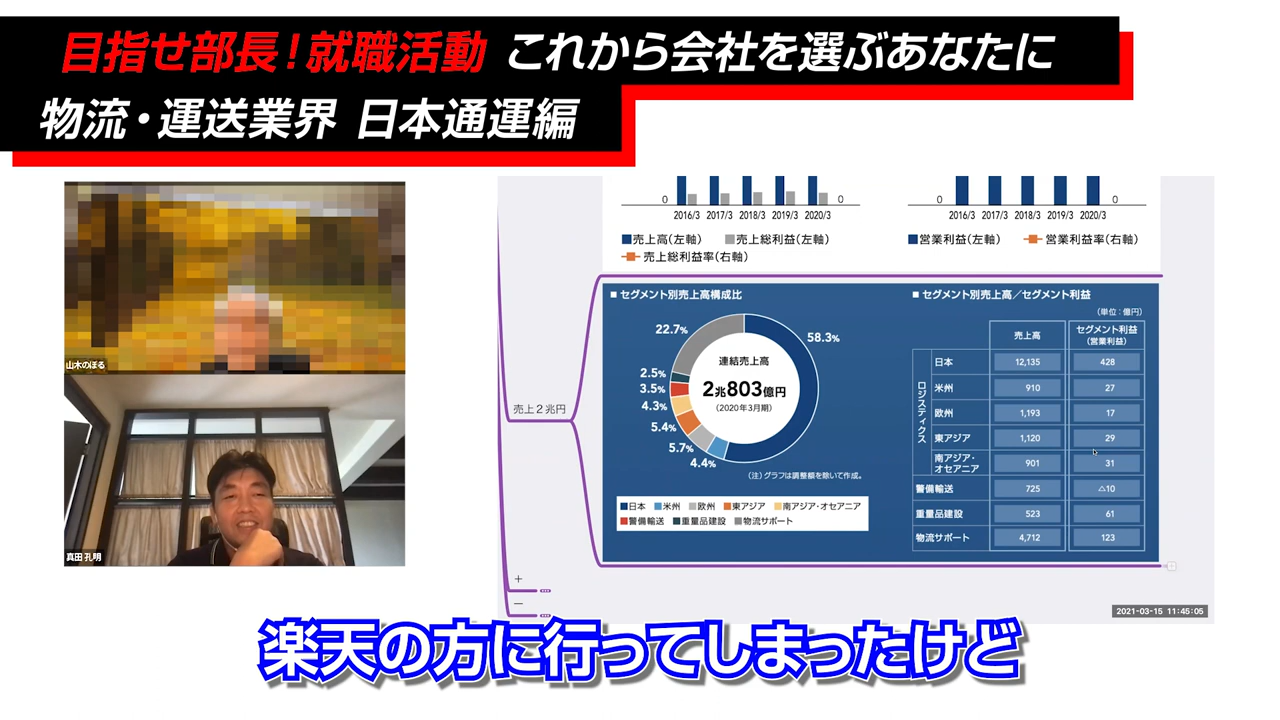 目指せ部長！就職活動 これから会社を選ぶあなたに
物流・運送業界 日本通運編
山木のぼる
真田 孔明
0
2016/3 2017/3 2018/3 2019/3 2020/3
0
■売上高(左軸) ■売上総利益(左軸)
売上総利益率(右軸)
0
2016/3 2017/3 2018/3 2019/3 2020/3
0
■営業利益(左軸) 営業利益率(右軸)
売上２兆円
＋
−
■ セグメント別売上高構成比
58.3%
22.7%
2.5%
3.5%
4.3%
5.4%
5.7%
4.4%
連結売上高
2兆803億円
(2020年3月期)
(注) グラフは調整額を除いて作成。
■日本 ■米州 ■欧州 ■東アジア ■南アジア・オセアニア
■警備輸送 ■重量品建設 ■物流サポート
■ セグメント別売上高／セグメント利益
(単位：億円)
売上高 セグメント利益
(営業利益)
ロジスティクス
日本 12,135 428
米州 910 27
欧州 1,193 17
東アジア 1,120 29
南アジア・
オセアニア 901 31
警備輸送 725 △10
重量品建設 523 61
物流サポート 4,712 123
2021-03-15 11:45:05
楽天の方に行ってしまったけど